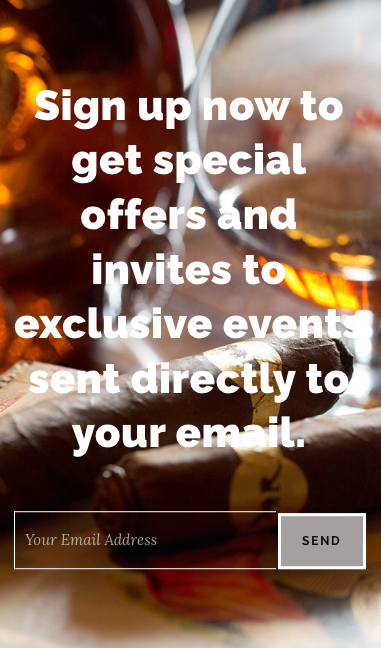 Sign up now to
get special
offers and
invites to
exclusive events
sent directly to
your email.
Your Email Address
SEND